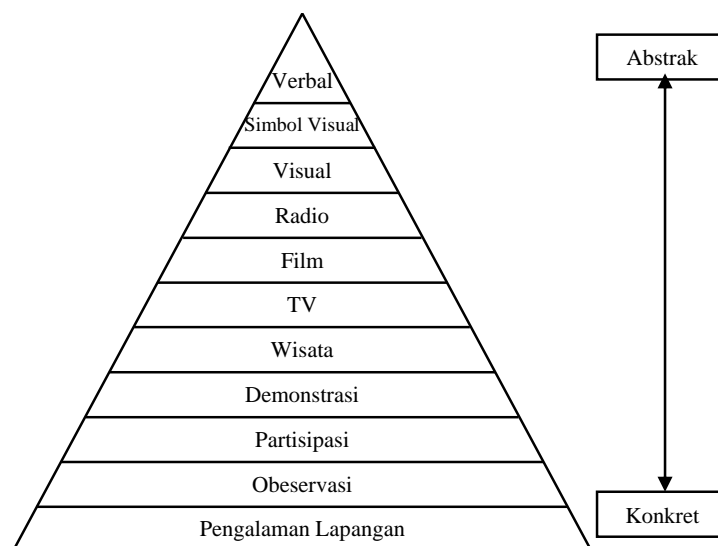 Abstrak
Verbal
Simbol Visual
Visual
Radio
Film
TV
Wisata
Demonstrasi
Partisipasi
Obeservasi
Konkret
Pengalaman Lapangan